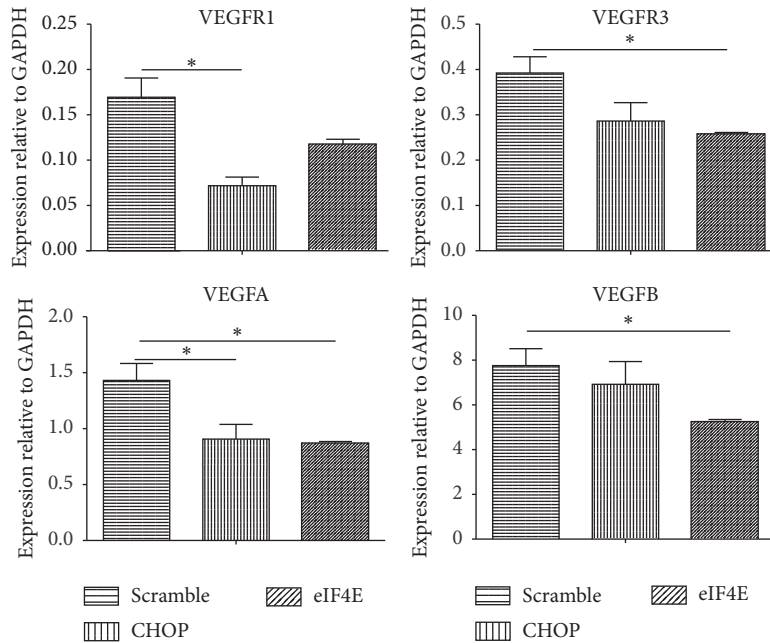 VEGFR1
Expression relative to GAPDH
0.25
0.20
0.15
0.10
0.05
0.00
*
VEGFR3
Expression relative to GAPDH
0.5
0.4
0.3
0.2
0.1
0.0
*
VEGFA
Expression relative to GAPDH
2.0
1.5
1.0
0.5
0.0
*
*
VEGFB
Expression relative to GAPDH
10
8
6
4
2
0
*
Scramble
CHOP
eIF4E